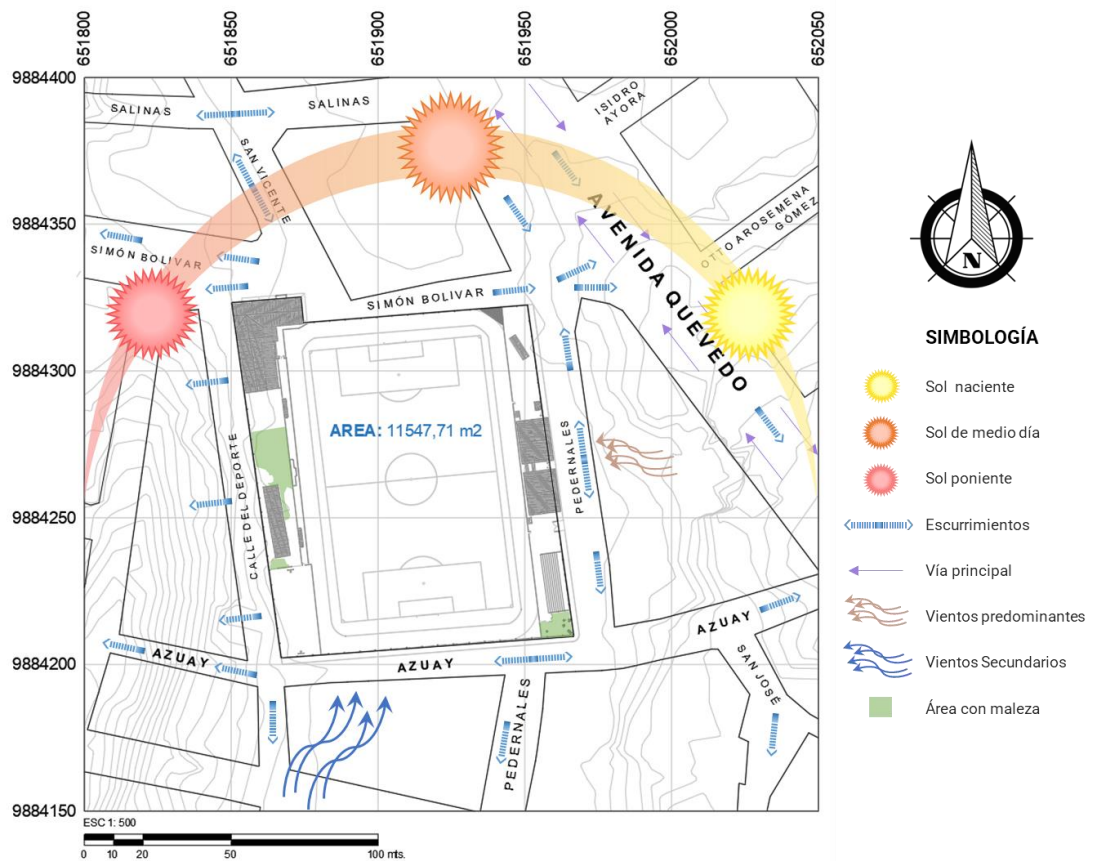 651800
651850
651900
651950
652000
652050
9884400
9884350
9884300
9884250
9884200
9884150
SALINAS
SALINAS
ISIDRO
AYORA
SAN VICENTE
OTTO AROSEMENA
GÓMEZ
AVENIDA QUEVEDO
SIMÓN BOLIVAR
SIMÓN BOLIVAR
AREA: 11547,71 m2
CALLE DEL DEPORTE
PEDERNALES
AZUAY
AZUAY
AZUAY
SAN JOSÉ
PEDERNALES
ESC 1: 500
0 10 20 50 100 mts.
N
SIMBOLOGÍA
Sol naciente
Sol de medio día
Sol poniente
Escurrimientos
Vía principal
Vientos predominantes
Vientos Secundarios
Área con maleza